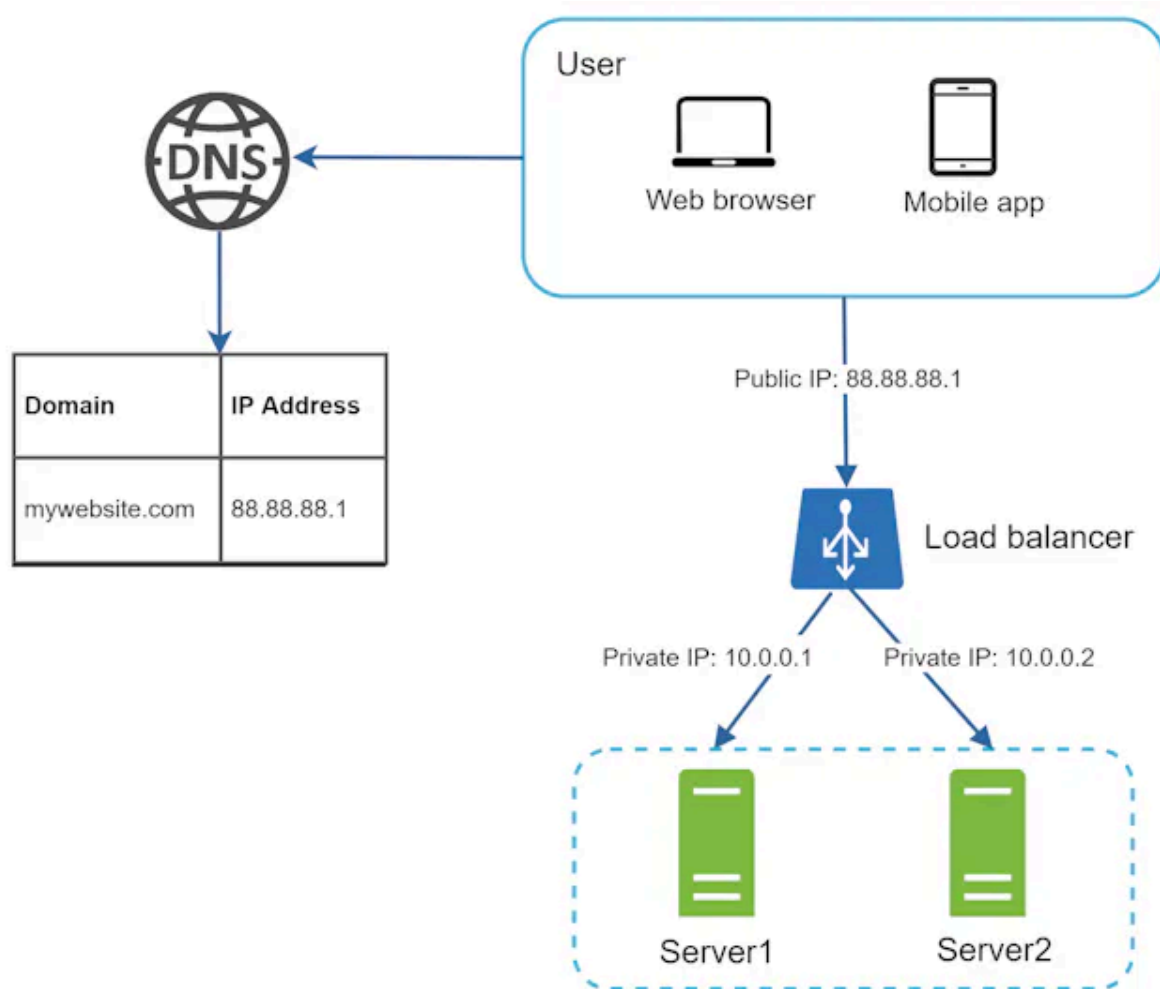 User
DNS
Web browser
Mobile app
Public IP: 88.88.88.1
Domain
IP Address
mywebsite.com
88.88.88.1
Load balancer
Private IP: 10.0.0.1
Private IP: 10.0.0.2
Server1
Server2